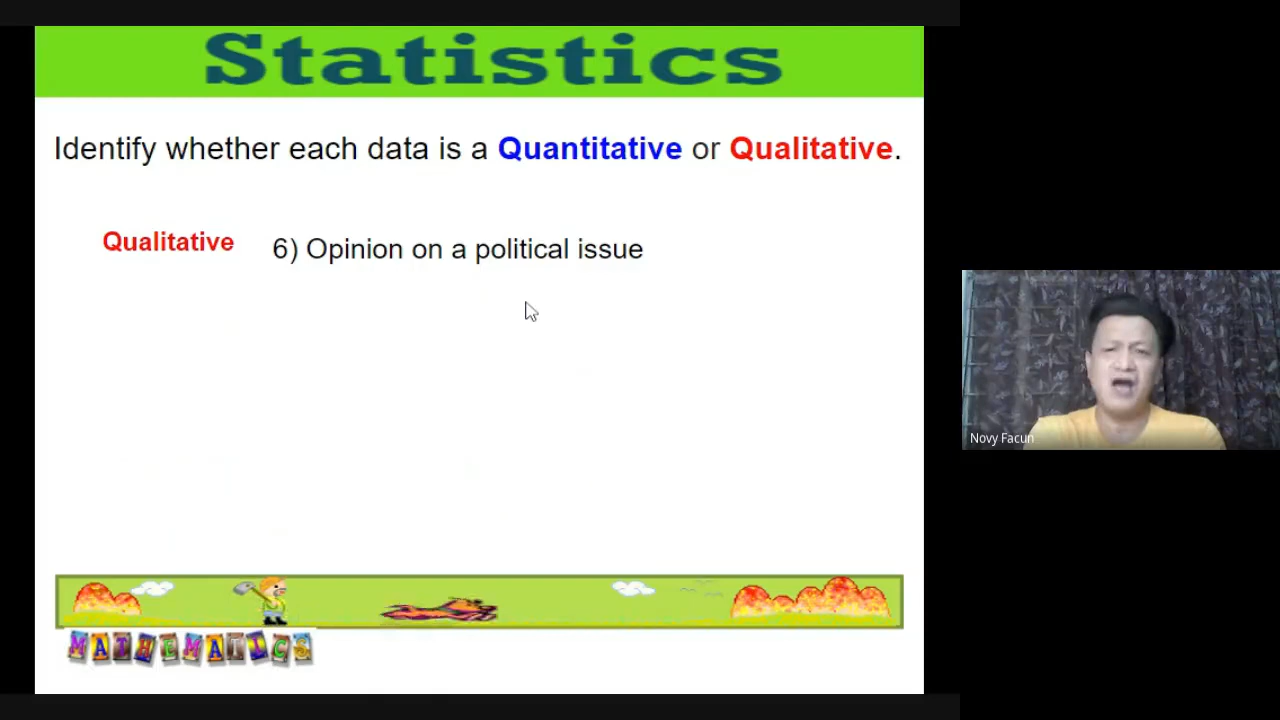 Statistics
Identify whether each data is a Quantitative or Qualitative.
Qualitative 6) Opinion on a political issue
Novy Facun
MATHEMATICS